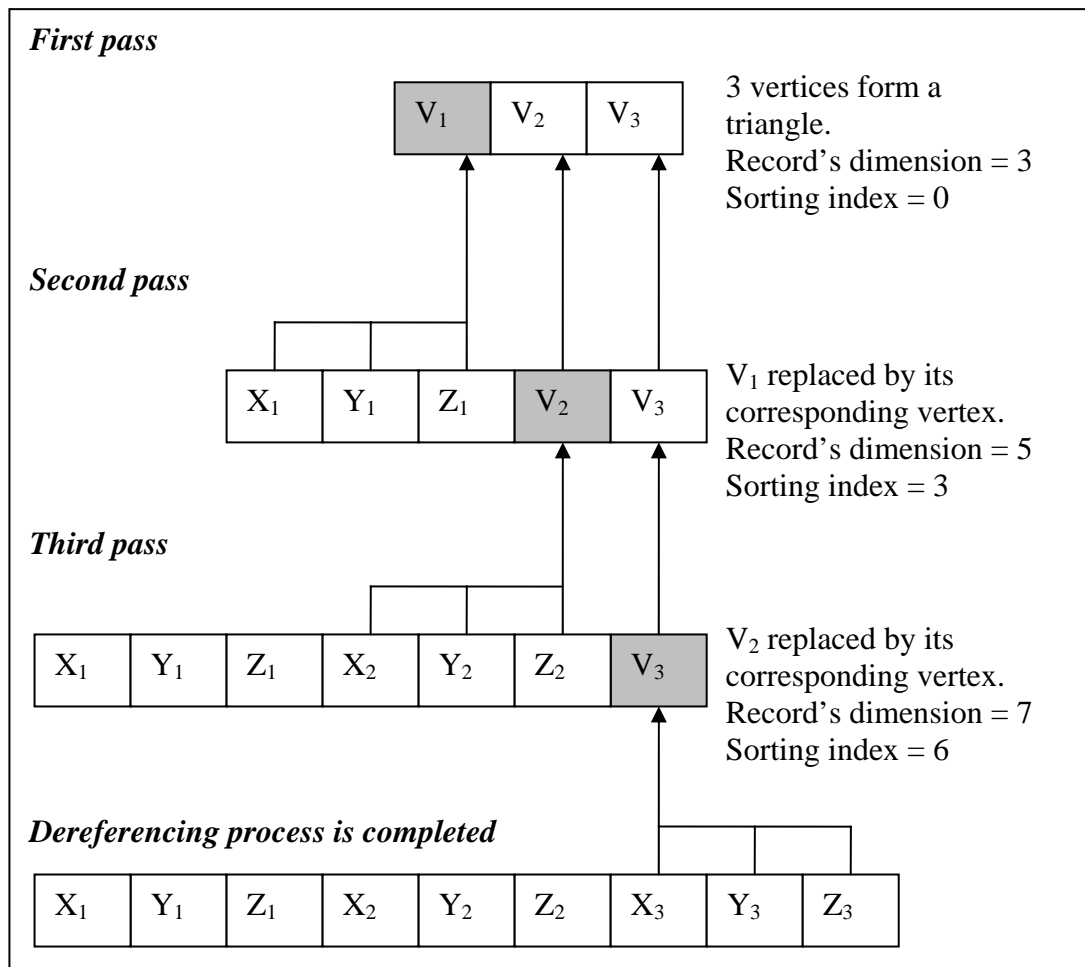 First pass
V₁ V₂ V₃
3 vertices form a
triangle.
Record's dimension = 3
Sorting index = 0
Second pass
X₁ Y₁ Z₁ V₂ V₃
V₁ replaced by its
corresponding vertex.
Record's dimension = 5
Sorting index = 3
Third pass
X₁ Y₁ Z₁ X₂ Y₂ Z₂ V₃
V₂ replaced by its
corresponding vertex.
Record's dimension = 7
Sorting index = 6
Dereferencing process is completed
X₁ Y₁ Z₁ X₂ Y₂ Z₂ X₃ Y₃ Z₃